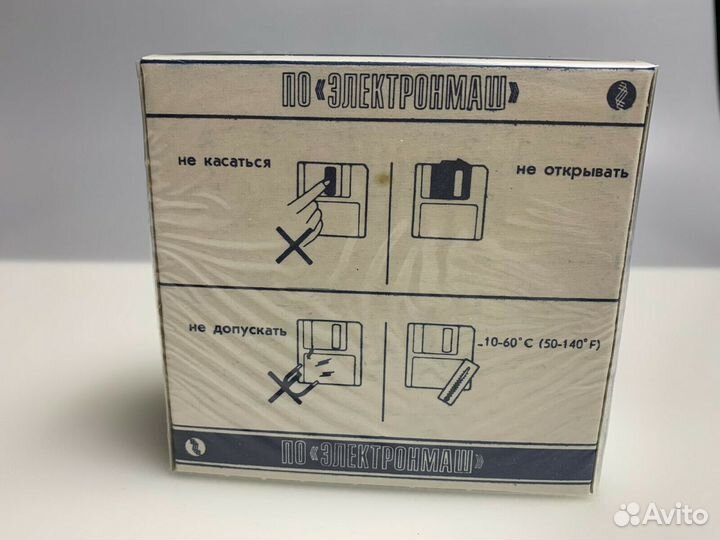 ПО «ЭЛЕКТРОНМАШ»
не касаться
не открывать
не допускать
-10-60°C (50-140°F)
ПО «ЭЛЕКТРОНМАШ»
Avito